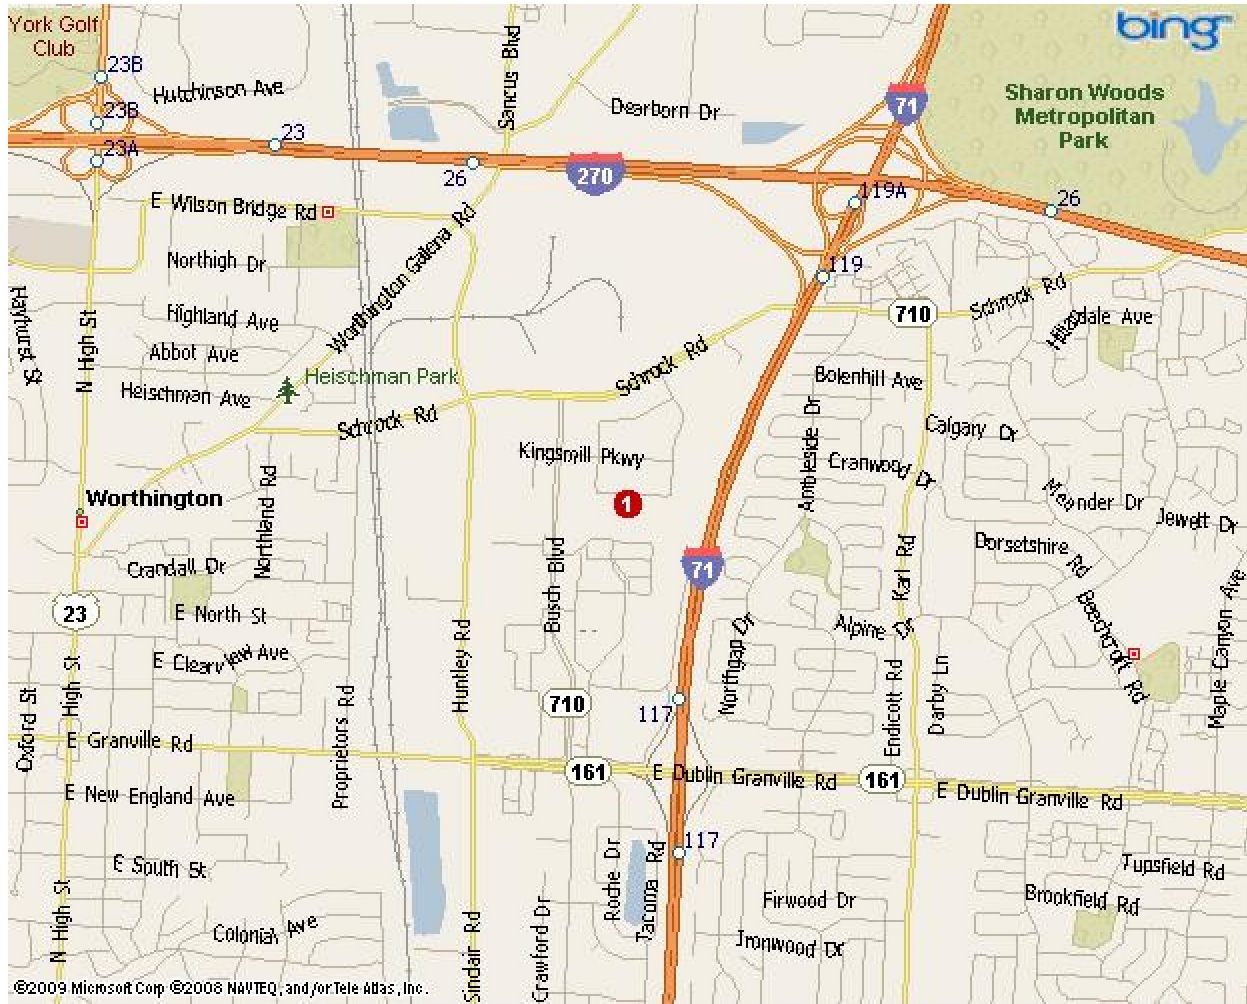 York Golf
Club
23B
bing
Hutchinson Ave
Sancus Blvd
Dearborn Dr
71
Sharon Woods
Metropolitan
Park
23B
23
23A
26
270
119A
26
E Wilson Bridge Rd
Northigh Dr
Worthington Galena Rd
119
Schrock Rd
710
Hayhurst St
N High St
Highland Ave
dale Ave
Abbot Ave
Heischman Park
Schrock Rd
Bolenhill Ave
Heischman Ave
Schrock Rd
Ambleside Dr
Calgary Dr
Kingsmill Pkwy
Cranwood Dr
Worthington
1
Meander Dr
Jewett Dr
Northland Rd
Dorsetshire Rd
Crandall Dr
Busch Blvd
71
Karl Rd
Beechcroft Rd
Maple Canyon Ave
23
E North St
Alpine Dr
E Clearview Ave
Huntley Rd
Northgap Dr
High St
Oxford St
Proprietors Rd
710
117
Endicott Rd
Darby Ln
E Granville Rd
161
E Dublin Granville Rd
161
E Dublin Granville Rd
E New England Ave
117
E South St
Roche Dr
Tacoma Rd
Tupsfield Rd
N High St
Firwood Dr
Brookfield Rd
Colonial Ave
Sinclair Rd
Crawford Dr
Ironwood Dr
©2009 Microsoft Corp ©2008 NAVTEQ, and/or Tele Atlas, Inc.